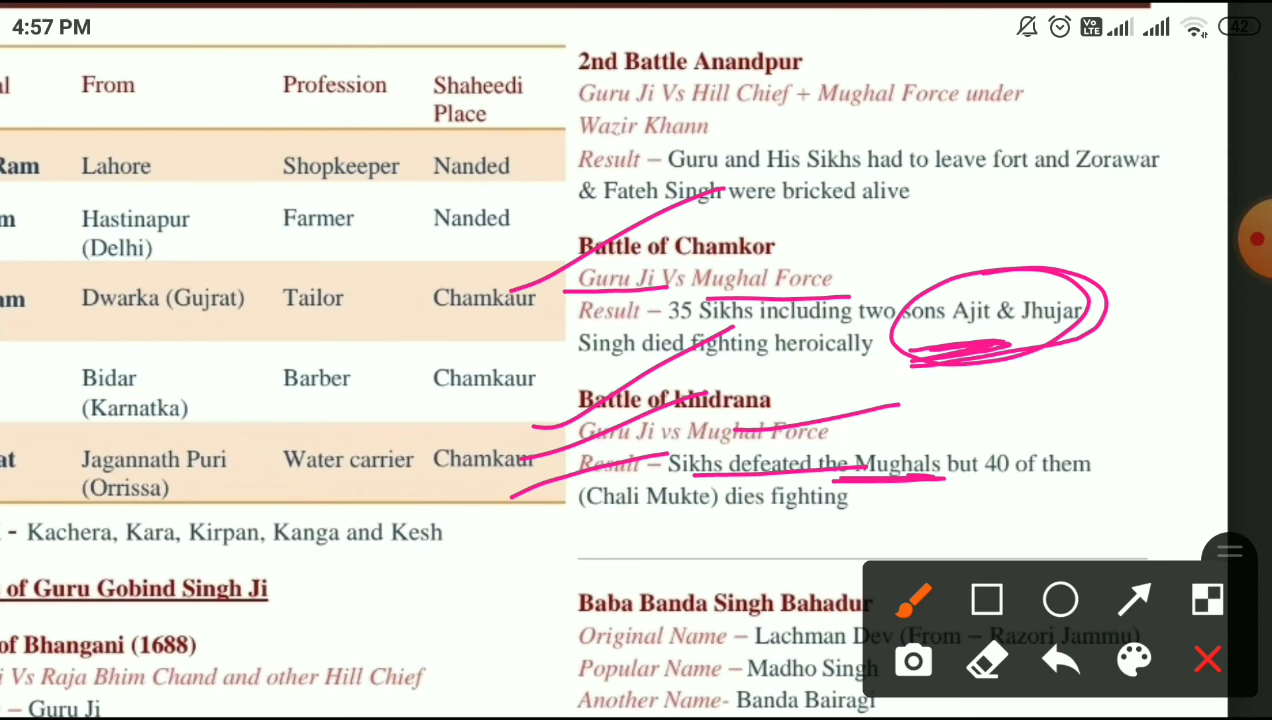 4:57 PM
Vo
LTE
42
al From Profession Shaheedi
Place
Ram Lahore Shopkeeper Nanded
m Hastinapur Farmer Nanded
(Delhi)
am Dwarka (Gujrat) Tailor Chamkaur
Bidar Barber Chamkaur
(Karnatka)
at Jagannath Puri Water carrier Chamkaur
(Orrissa)
- Kachera, Kara, Kirpan, Kanga and Kesh
of Guru Gobind Singh Ji
of Bhangani (1688)
i Vs Raja Bhim Chand and other Hill Chief
– Guru Ji
2nd Battle Anandpur
Guru Ji Vs Hill Chief + Mughal Force under
Wazir Khann
Result – Guru and His Sikhs had to leave fort and Zorawar
& Fateh Singh were bricked alive
Battle of Chamkor
Guru Ji Vs Mughal Force
Result – 35 Sikhs including two sons Ajit & Jhujar
Singh died fighting heroically
Battle of khidrana
Guru Ji vs Mughal Force
Result – Sikhs defeated the Mughals but 40 of them
(Chali Mukte) dies fighting
Baba Banda Singh Bahadur
Original Name – Lachman Dev (From – Razori Jammu)
Popular Name – Madho Singh
Another Name- Banda Bairagi